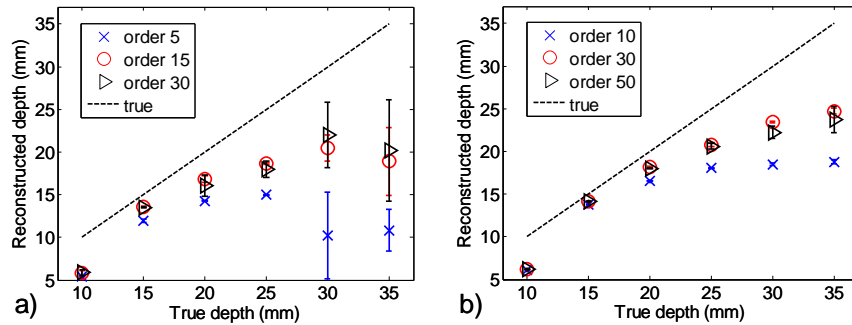 order 5
order 15
order 30
true
35
30
25
20
15
10
5
Reconstructed depth (mm)
10 15 20 25 30 35
True depth (mm)
a)
order 10
order 30
order 50
true
35
30
25
20
15
10
5
Reconstructed depth (mm)
10 15 20 25 30 35
True depth (mm)
b)